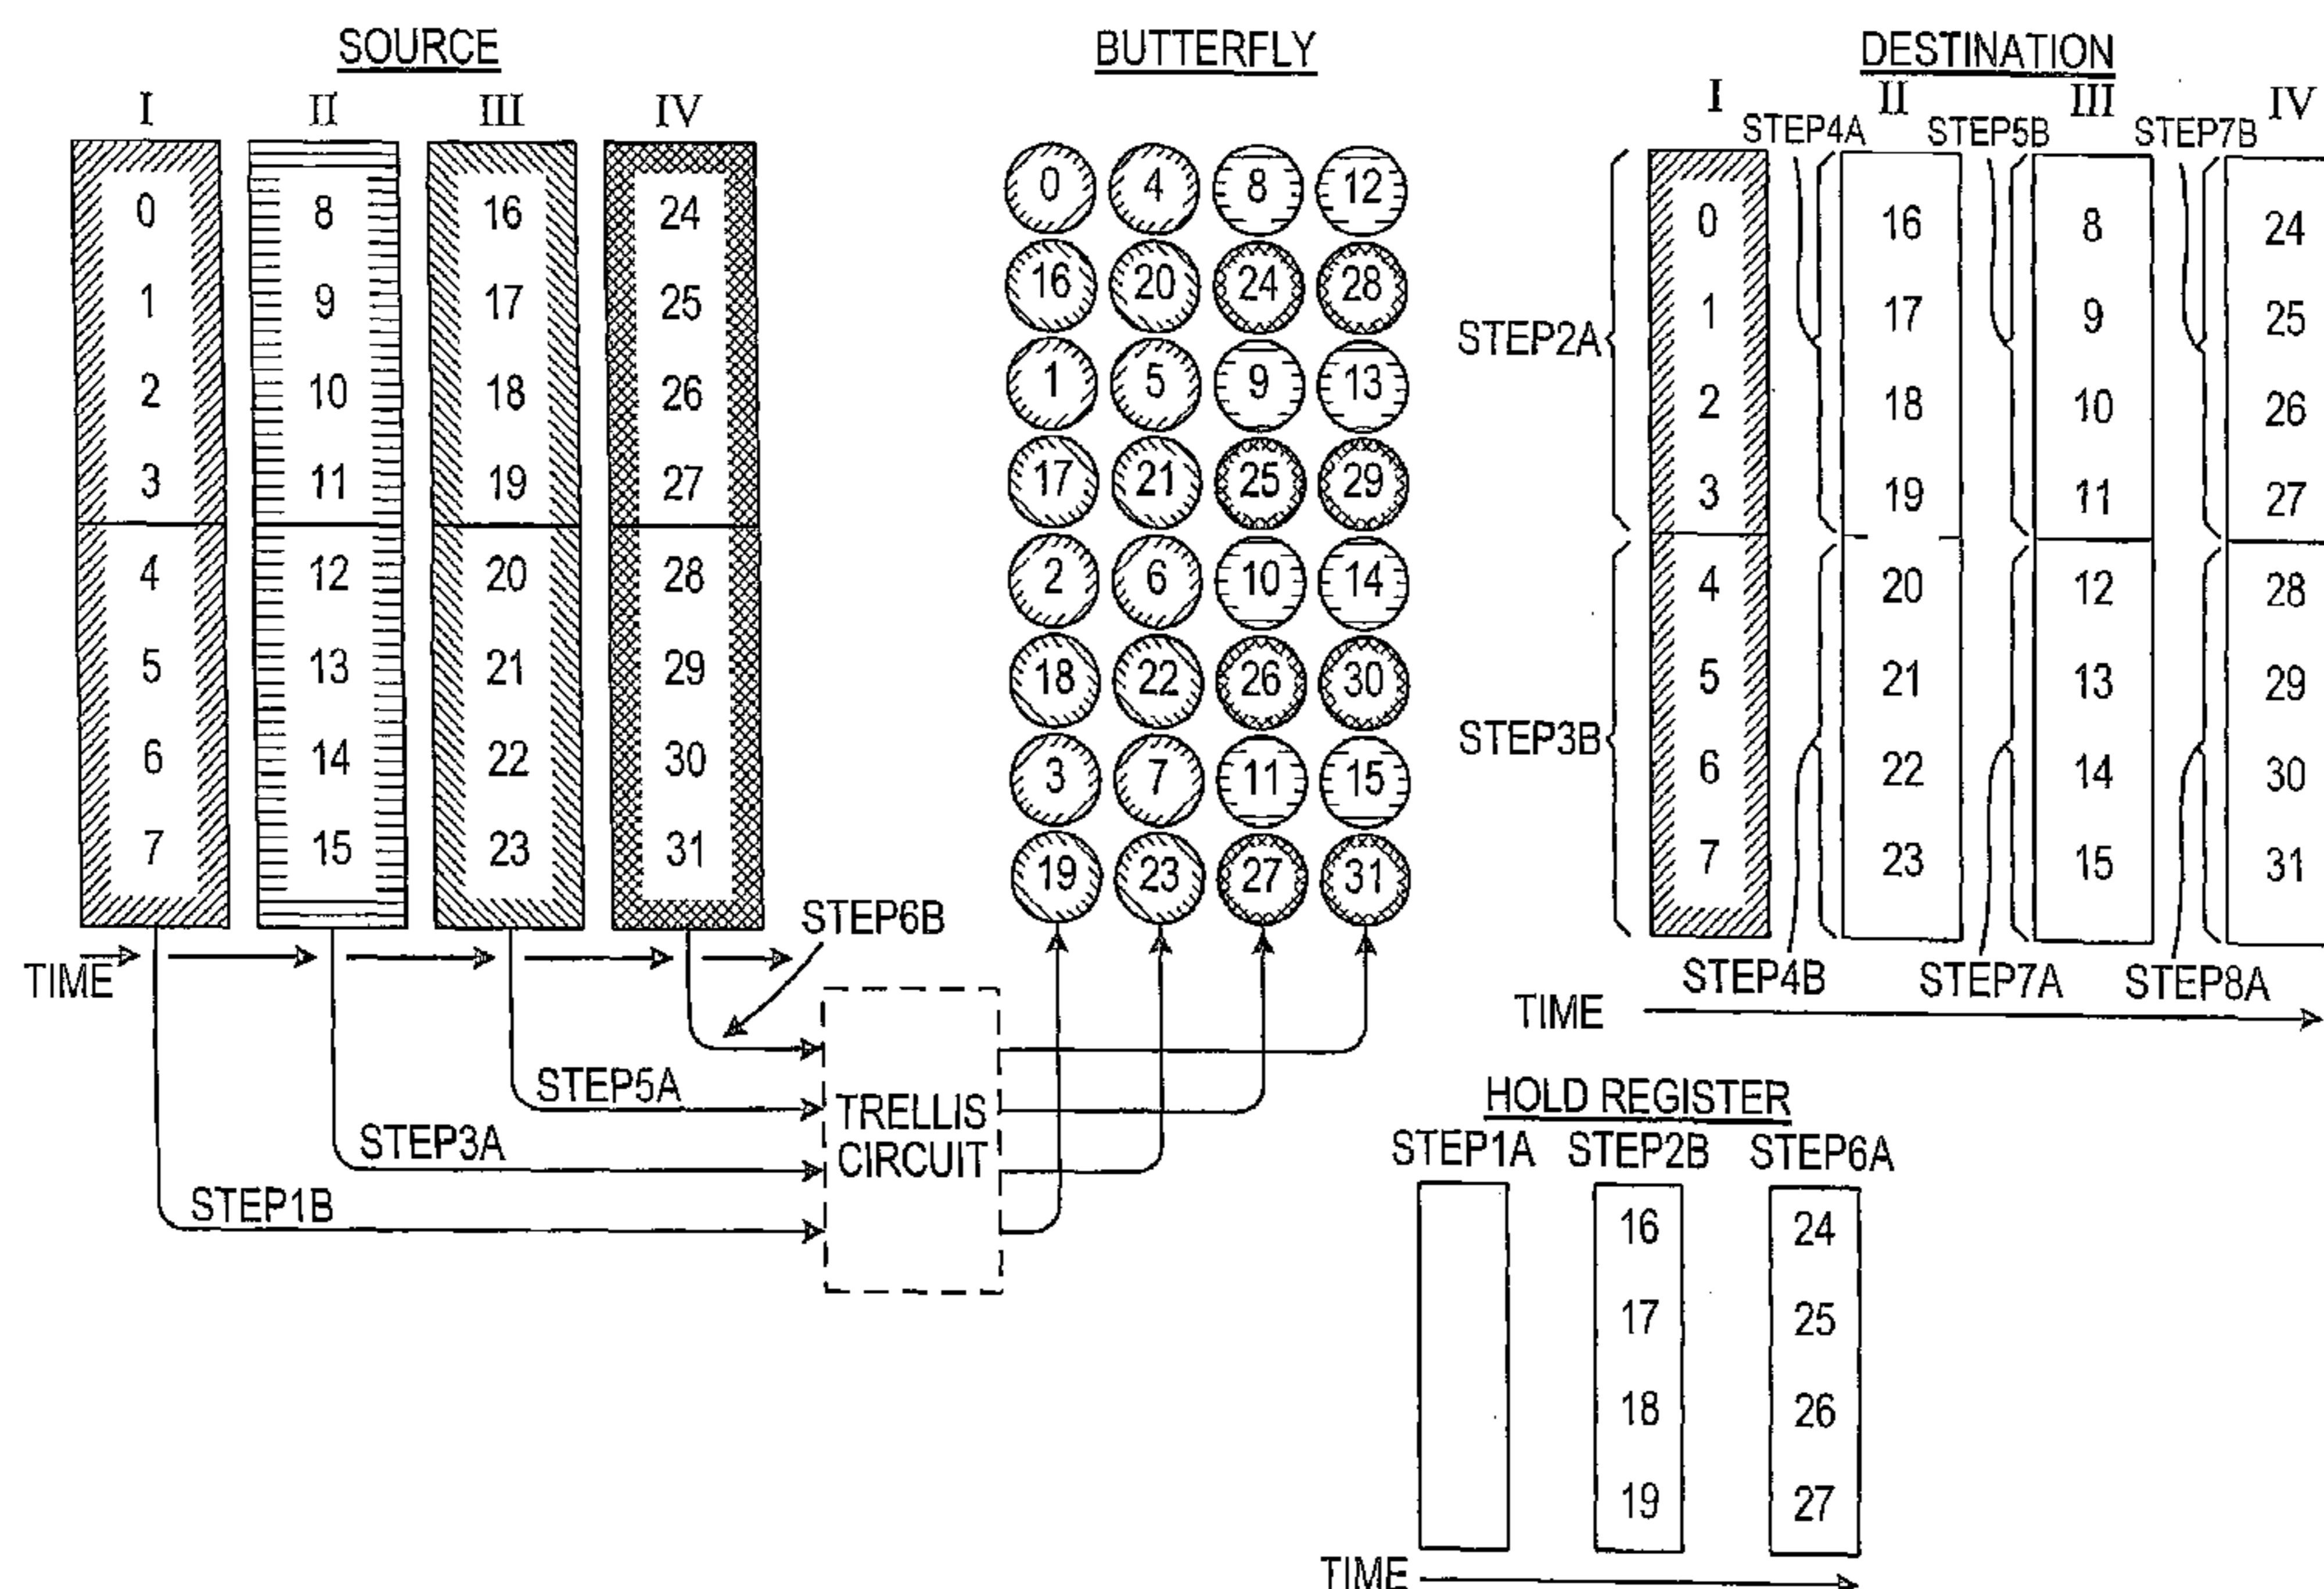 SOURCE
I II III IV
0 8 16 24
1 9 17 25
2 10 18 26
3 11 19 27
4 12 20 28
5 13 21 29
6 14 22 30
7 15 23 31
TIME
STEP6B
STEP5A
STEP3A
STEP1B
TRELLIS
CIRCUIT
BUTTERFLY
0 4 8 12
16 20 24 28
1 5 9 13
17 21 25 29
2 6 10 14
18 22 26 30
3 7 11 15
19 23 27 31
DESTINATION
I II III IV
STEP4A STEP5B STEP7B
0 16 8 24
1 17 9 25
STEP2A
2 18 10 26
3 19 11 27
4 20 12 28
5 21 13 29
STEP3B
6 22 14 30
7 23 15 31
STEP4B STEP7A STEP8A
TIME
HOLD REGISTER
STEP1A STEP2B STEP6A
16 24
17 25
18 26
19 27
TIME